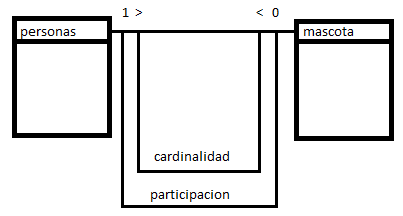 1 > < 0
personas
mascota
cardinalidad
participacion